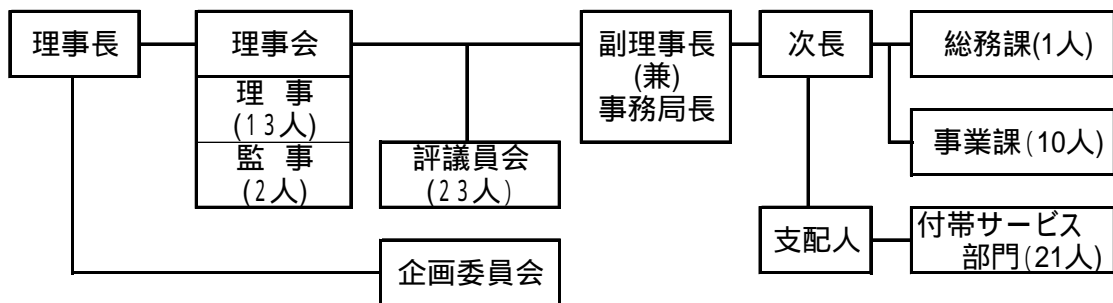 理事長
理事会
理 事
(13人)
監 事
(2人)
評議員会
(23人)
企画委員会
副理事長
(兼)
事務局長
次長
総務課(1人)
事業課(10人)
支配人
付帯サービス
部門(21人)